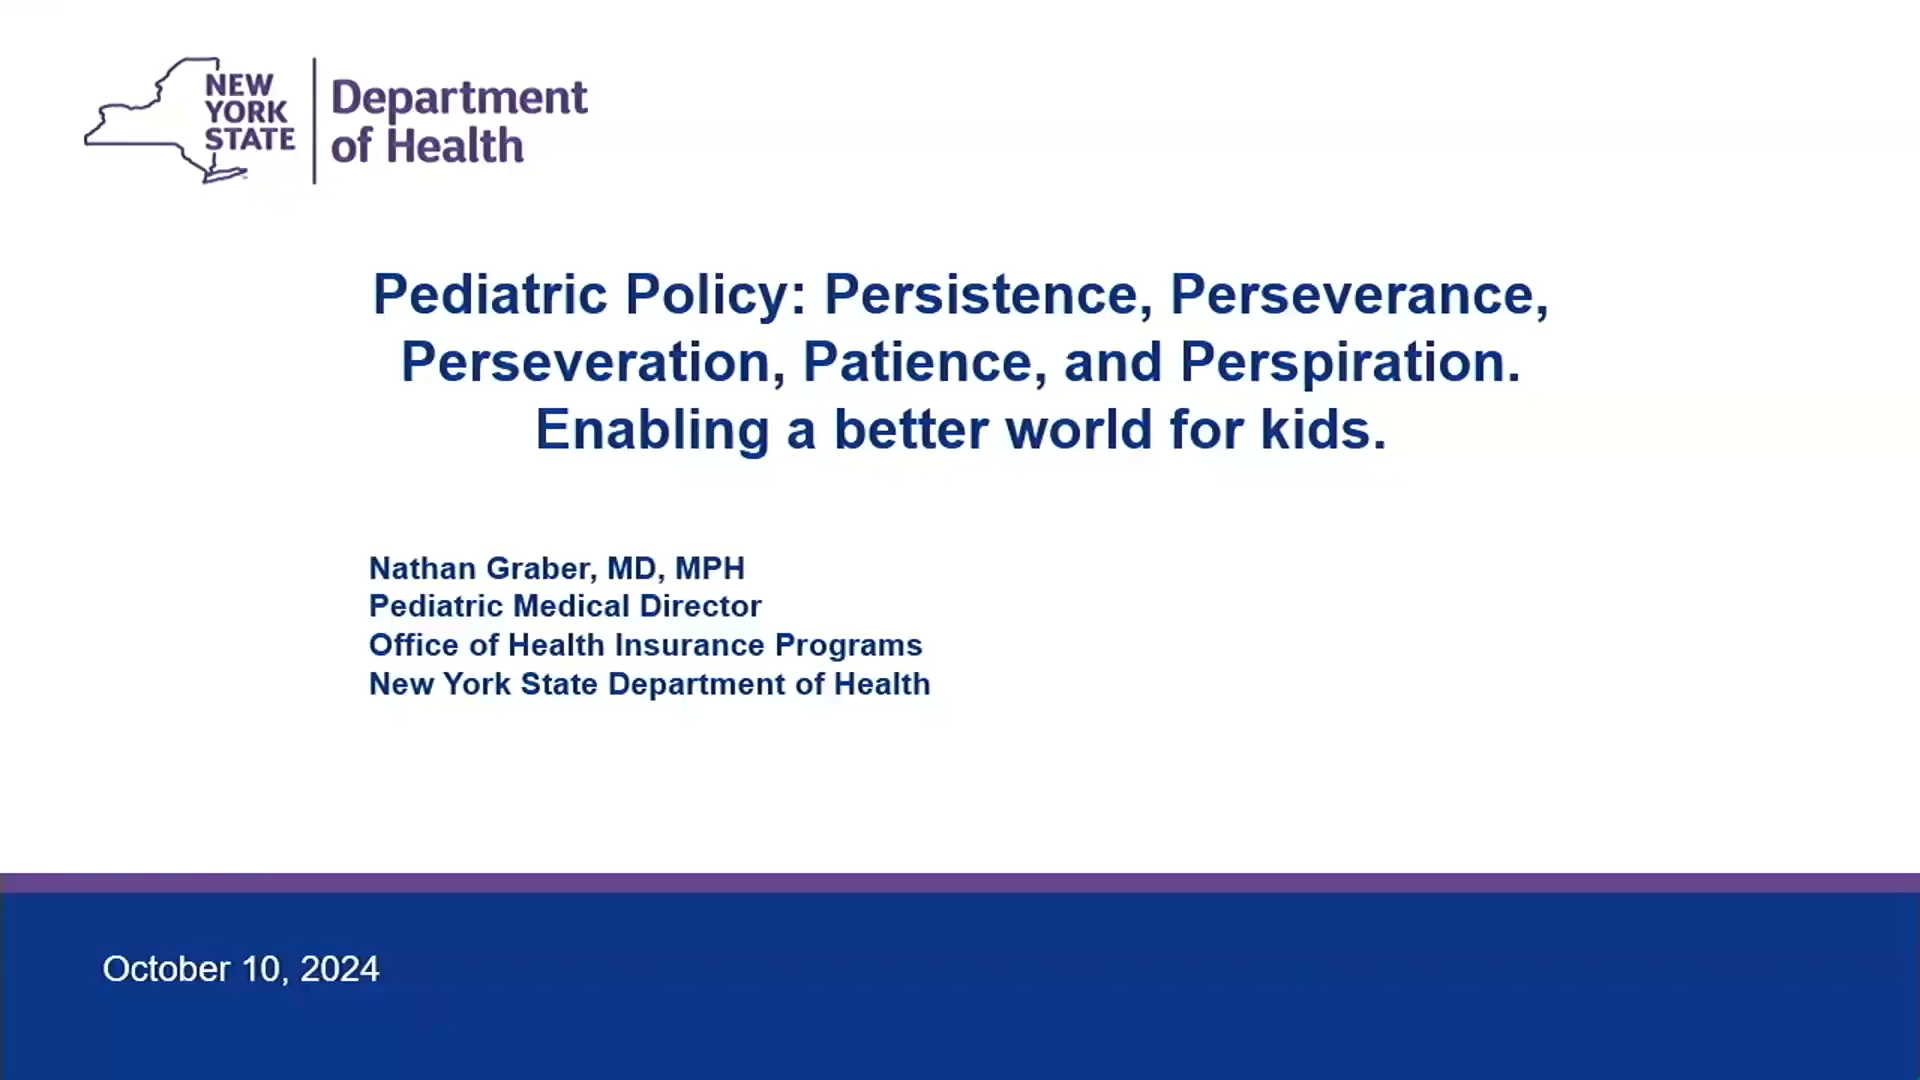 NEW
YORK
STATE
Department
of Health
Pediatric Policy: Persistence, Perseverance,
Perseveration, Patience, and Perspiration.
Enabling a better world for kids.
Nathan Graber, MD, MPH
Pediatric Medical Director
Office of Health Insurance Programs
New York State Department of Health
October 10, 2024